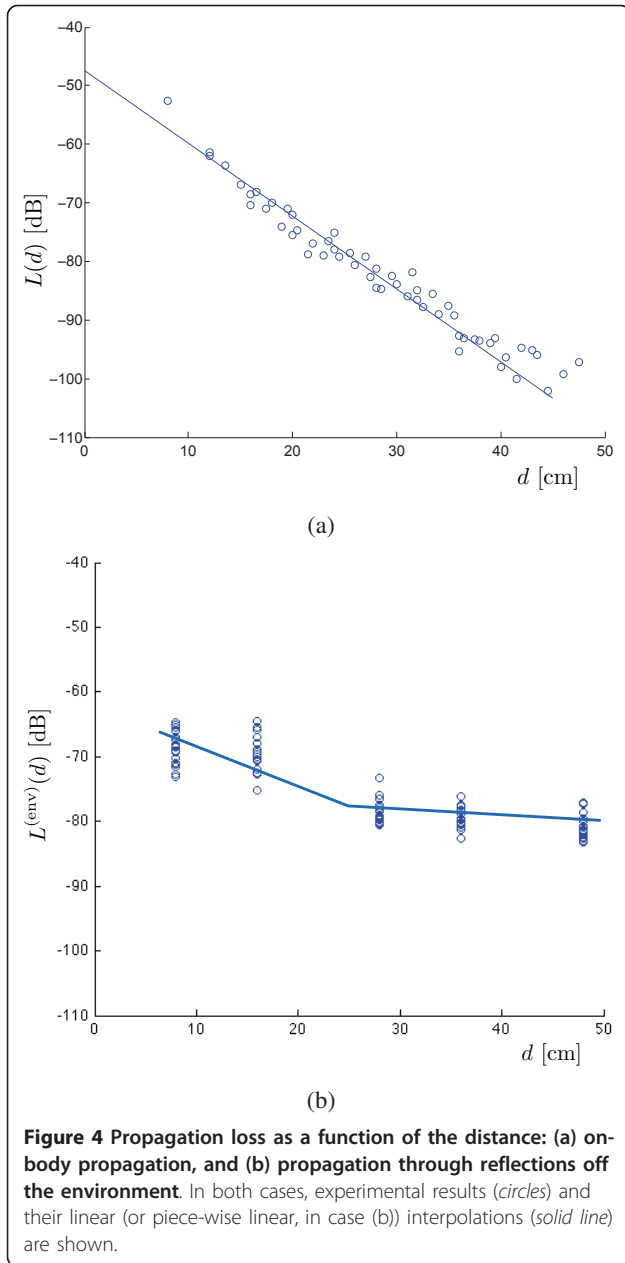 −40
−50
−60
−70
−80
−90
−100
−110
L(d) [dB]
0 10 20 30 40 50
d [cm]
(a)
-40
-50
-60
-70
-80
-90
-100
-110
L(env)(d) [dB]
0 10 20 30 40 50
d [cm]
(b)
Figure 4 Propagation loss as a function of the distance: (a) on-
body propagation, and (b) propagation through reflections off
the environment. In both cases, experimental results (circles) and
their linear (or piece-wise linear, in case (b)) interpolations (solid line)
are shown.